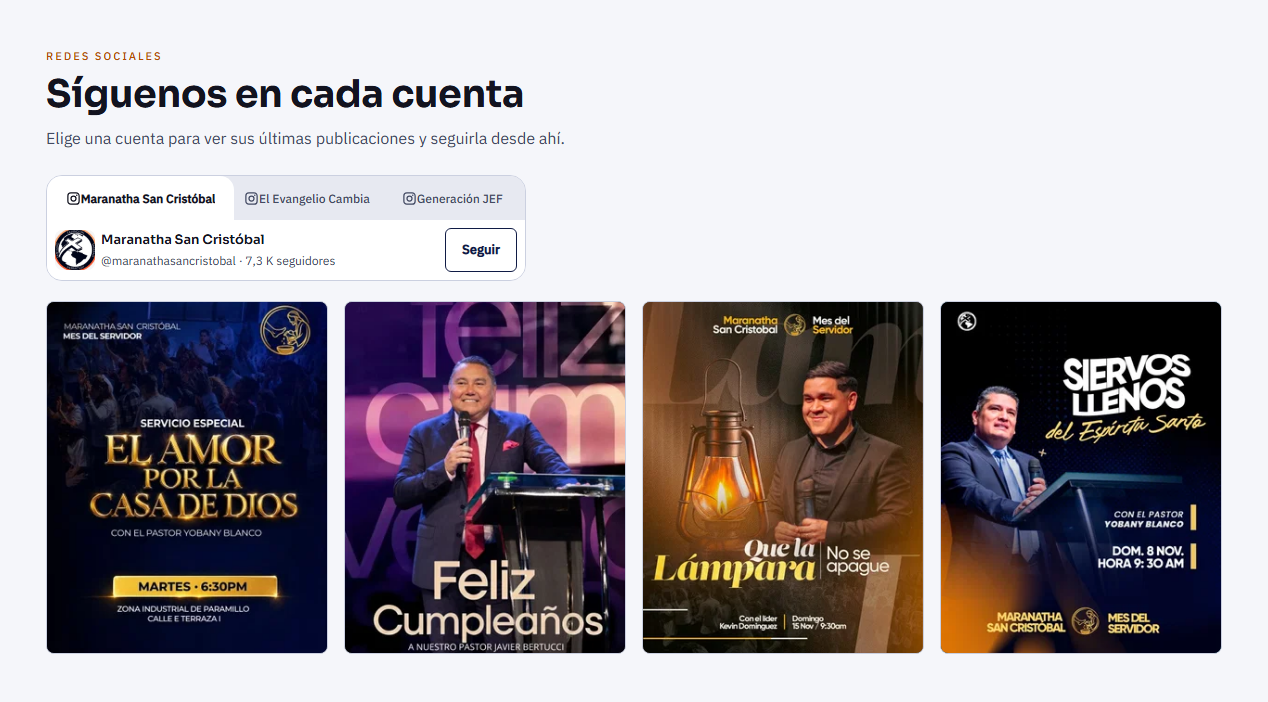 REDES SOCIALES
Síguenos en cada cuenta
Elige una cuenta para ver sus últimas publicaciones y seguirla desde ahí.
Maranatha San Cristóbal
El Evangelio Cambia
Generación JEF
Maranatha San Cristóbal
@maranathasancristobal · 7,3 K seguidores
Seguir
MARANATHA SAN CRISTÓBAL
MES DEL SERVIDOR
SERVICIO ESPECIAL
EL AMOR
POR LA
CASA DE DIOS
CON EL PASTOR YOBANY BLANCO
MARTES · 6:30PM
ZONA INDUSTRIAL DE PARAMILLO
CALLE E TERRAZA I
feliz
cum
Feliz
Cumpleaños
A NUESTRO PASTOR JAVIER BERTUCCI
Maranatha
San Cristobal
Mes del
Servidor
Que la
Lámpara
No se
apague
Con el líder
Kevin Dominguez
Domingo
15 Nov / 9:30am
SIERVOS
LLENOS
del Espíritu Santo
CON EL PASTOR
YOBANY BLANCO
DOM. 8 NOV.
HORA 9: 30 AM
MARANATHA
SAN CRISTÓBAL
MES DEL
SERVIDOR